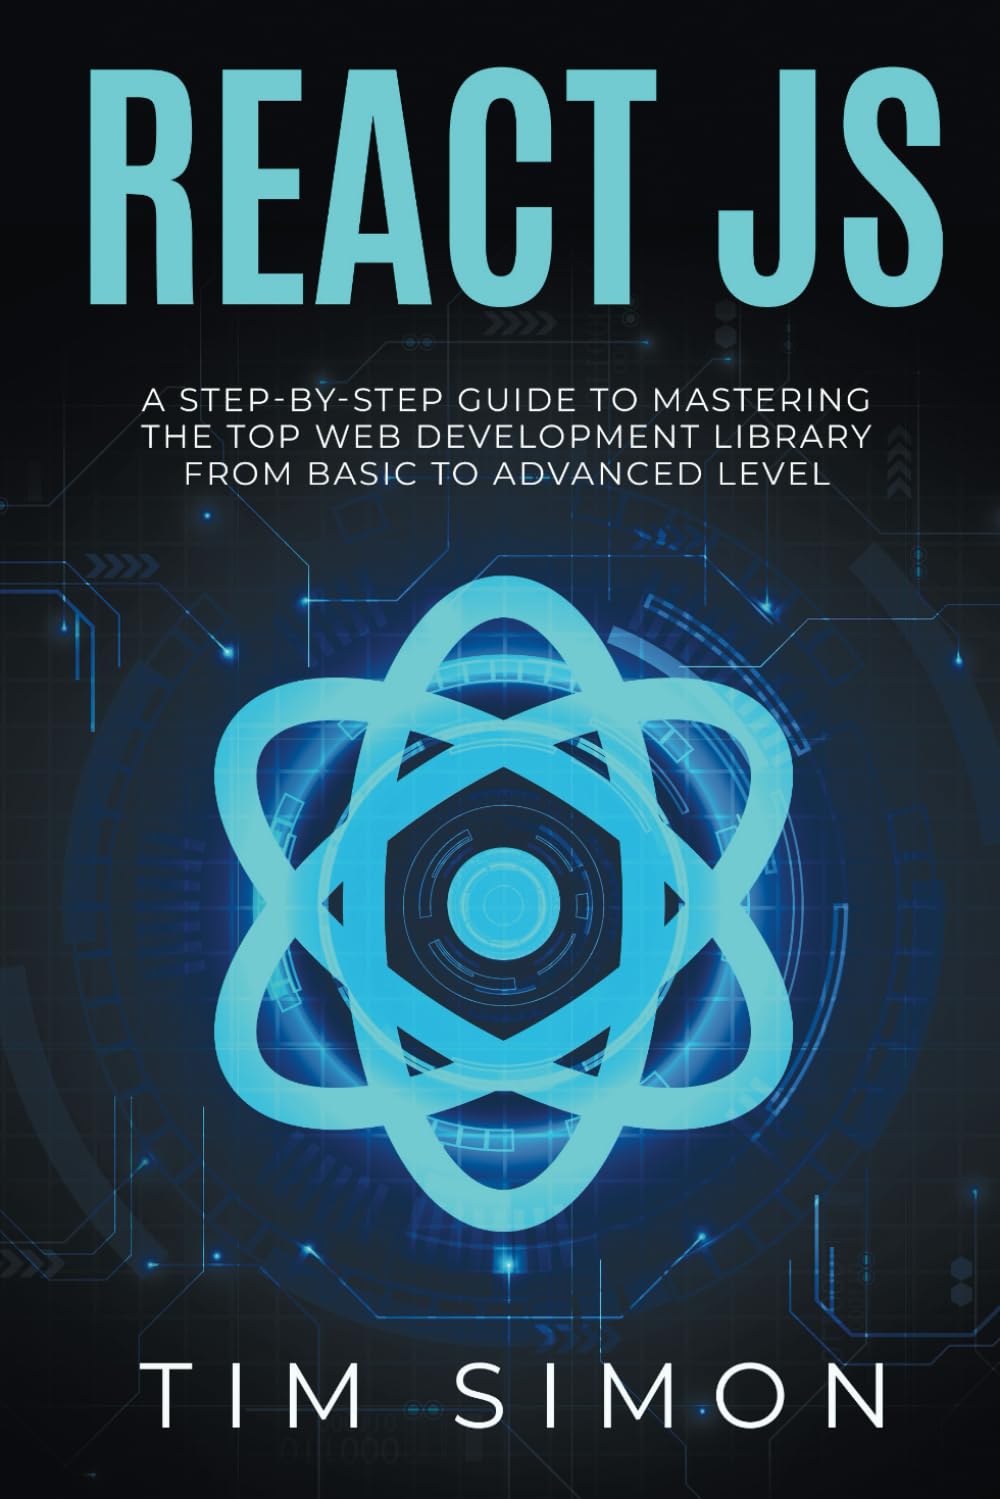 REACT JS
A STEP-BY-STEP GUIDE TO MASTERING
THE TOP WEB DEVELOPMENT LIBRARY
FROM BASIC TO ADVANCED LEVEL
TIM SIMON
011000